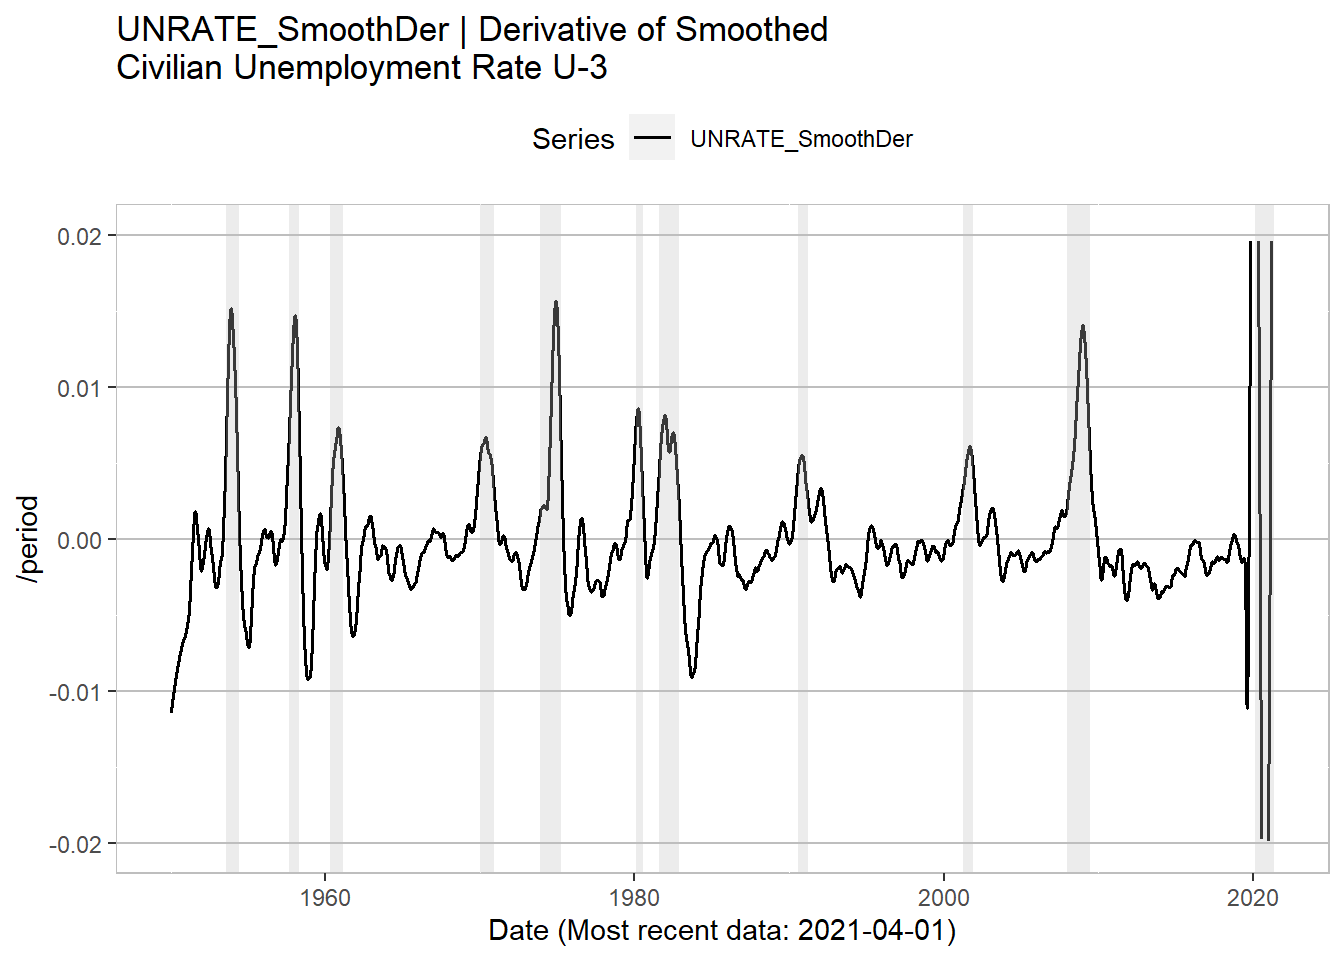 UNRATE_SmoothDer | Derivative of Smoothed
Civilian Unemployment Rate U-3
Series UNRATE_SmoothDer
0.02
0.01
0.00
-0.01
-0.02
/period
1960 1980 2000 2020
Date (Most recent data: 2021-04-01)